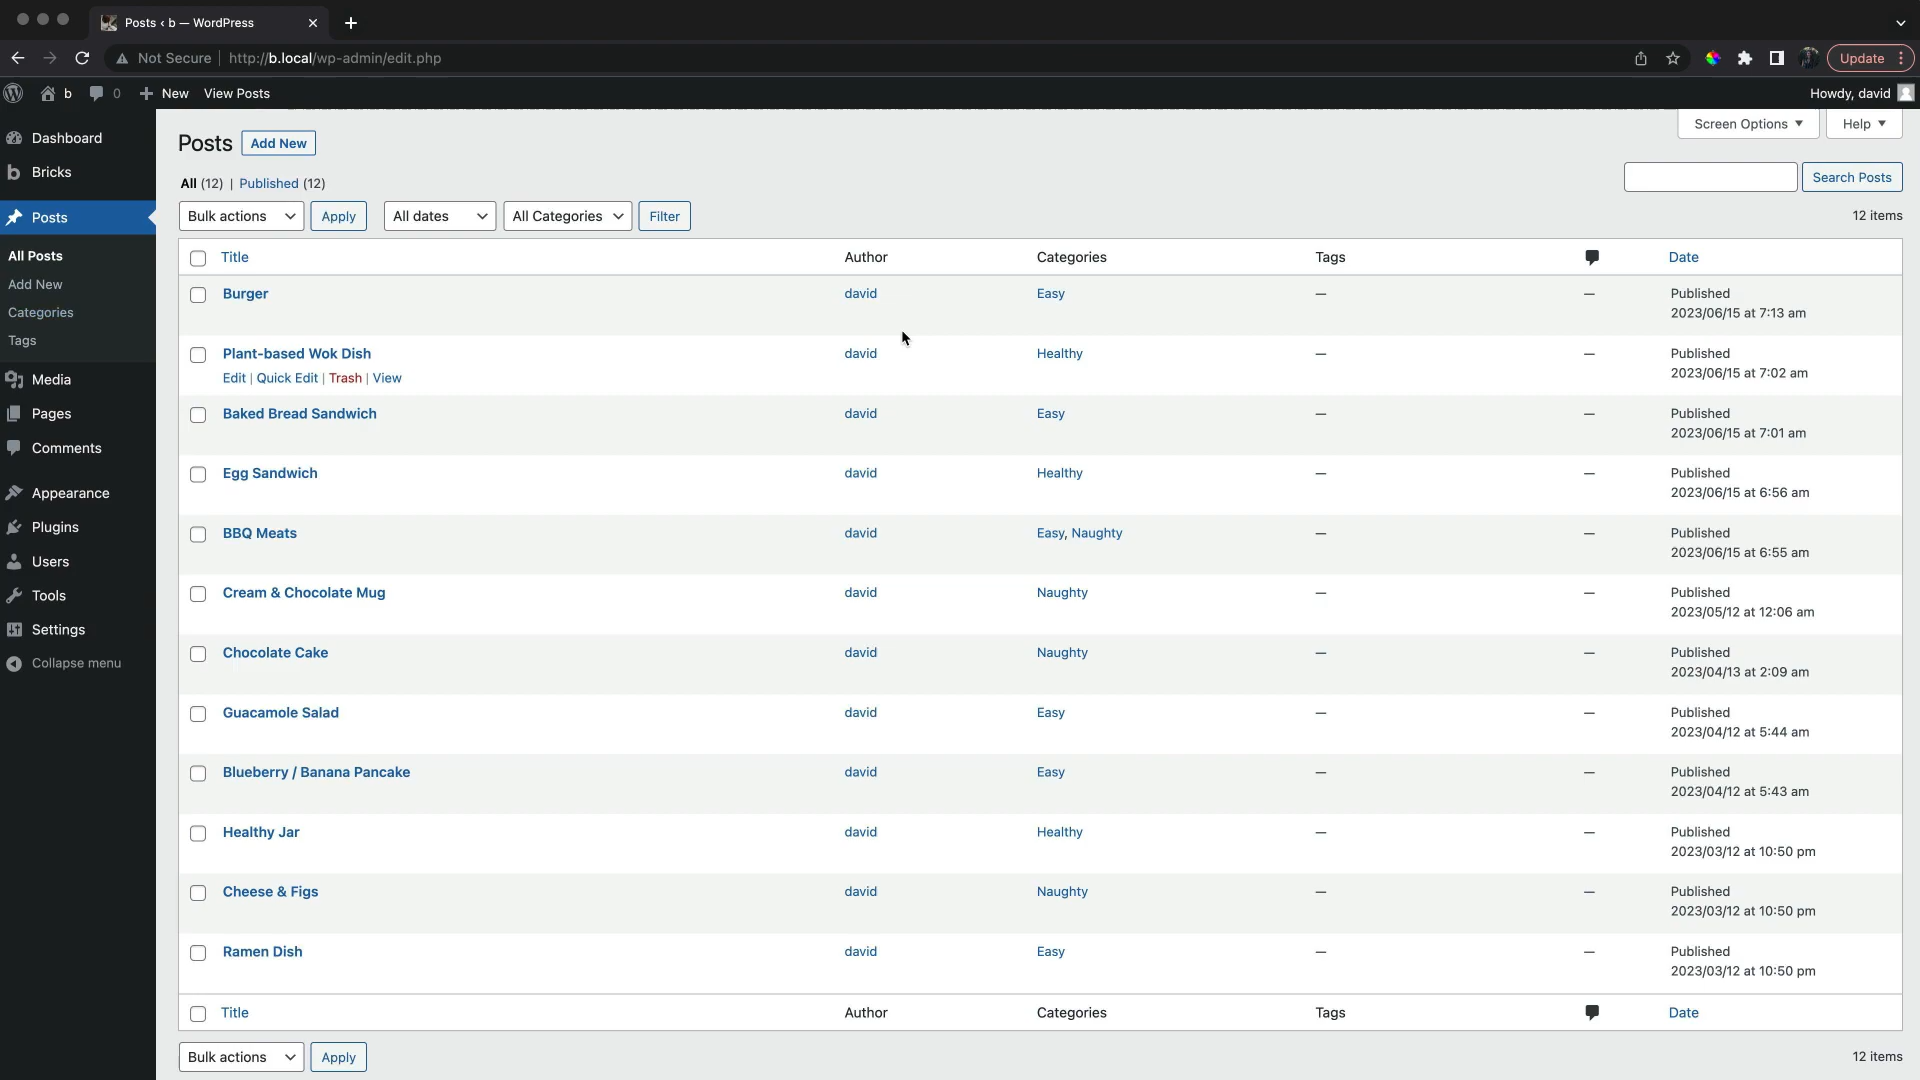 Posts ‹ b — WordPress
Not Secure http://b.local/wp-admin/edit.php Update
b 0 New View Posts Howdy, david
Screen Options Help
Dashboard
Bricks
Posts
All Posts
Add New
Categories
Tags
Media
Pages
Comments
Appearance
Plugins
Users
Tools
Settings
Collapse menu
Posts Add New
All (12) | Published (12)
Search Posts
Bulk actions Apply All dates All Categories Filter 12 items
Title Author Categories Tags Date
Burger david Easy — — Published
2023/06/15 at 7:13 am
Plant-based Wok Dish david Healthy — — Published
Edit | Quick Edit | Trash | View 2023/06/15 at 7:02 am
Baked Bread Sandwich david Easy — — Published
2023/06/15 at 7:01 am
Egg Sandwich david Healthy — — Published
2023/06/15 at 6:56 am
BBQ Meats david Easy, Naughty — — Published
2023/06/15 at 6:55 am
Cream & Chocolate Mug david Naughty — — Published
2023/05/12 at 12:06 am
Chocolate Cake david Naughty — — Published
2023/04/13 at 2:09 am
Guacamole Salad david Easy — — Published
2023/04/12 at 5:44 am
Blueberry / Banana Pancake david Easy — — Published
2023/04/12 at 5:43 am
Healthy Jar david Healthy — — Published
2023/03/12 at 10:50 pm
Cheese & Figs david Naughty — — Published
2023/03/12 at 10:50 pm
Ramen Dish david Easy — — Published
2023/03/12 at 10:50 pm
Title Author Categories Tags Date
Bulk actions Apply 12 items